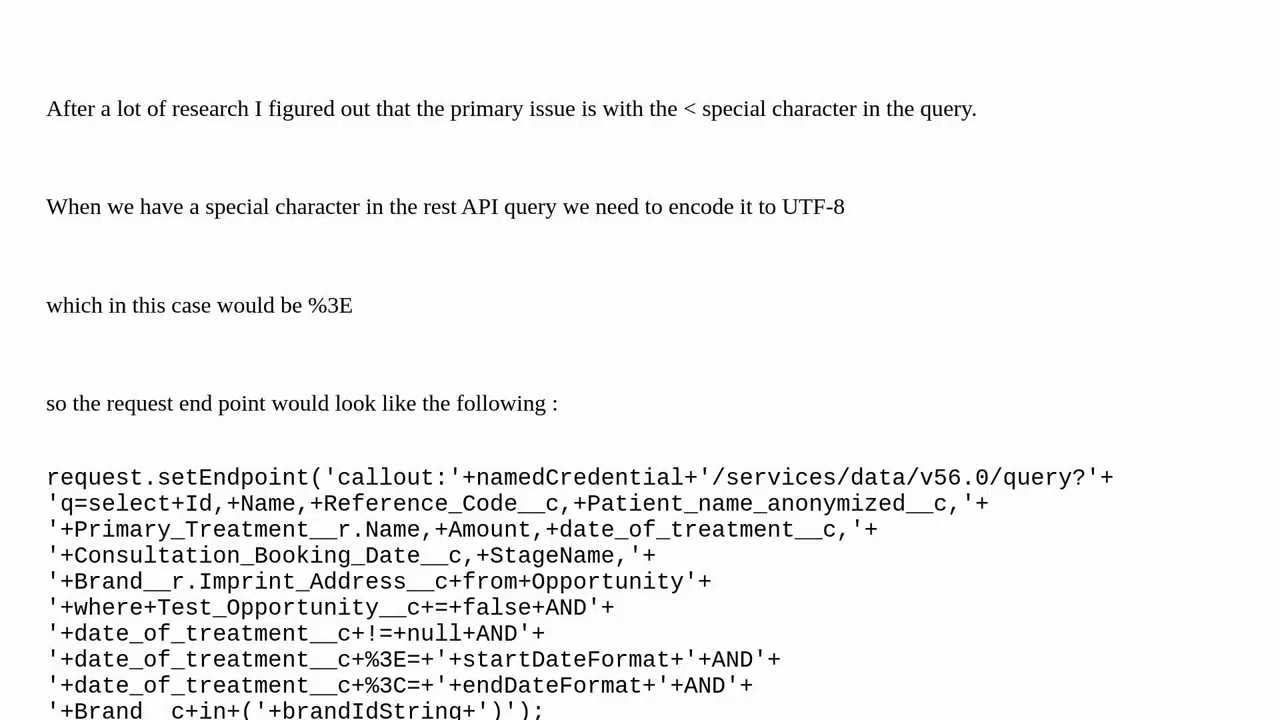 After a lot of research I figured out that the primary issue is with the < special character in the query.
When we have a special character in the rest API query we need to encode it to UTF-8
which in this case would be %3E
so the request end point would look like the following :
request.setEndpoint('callout:'+namedCredential+'/services/data/v56.0/query?'+
'q=select+Id,+Name,+Reference_Code__c,+Patient_name_anonymized__c,'+
'+Primary_Treatment__r.Name,+Amount,+date_of_treatment__c,'+
'+Consultation_Booking_Date__c,+StageName,'+
'+Brand__r.Imprint_Address__c+from+Opportunity'+
'+where+Test_Opportunity__c+=+false+AND'+
'+date_of_treatment__c+!=+null+AND'+
'+date_of_treatment__c+%3E=+'+startDateFormat+'+AND'+
'+date_of_treatment__c+%3C=+'+endDateFormat+'+AND'+
'+Brand__c+in+('+brandIdString+')');